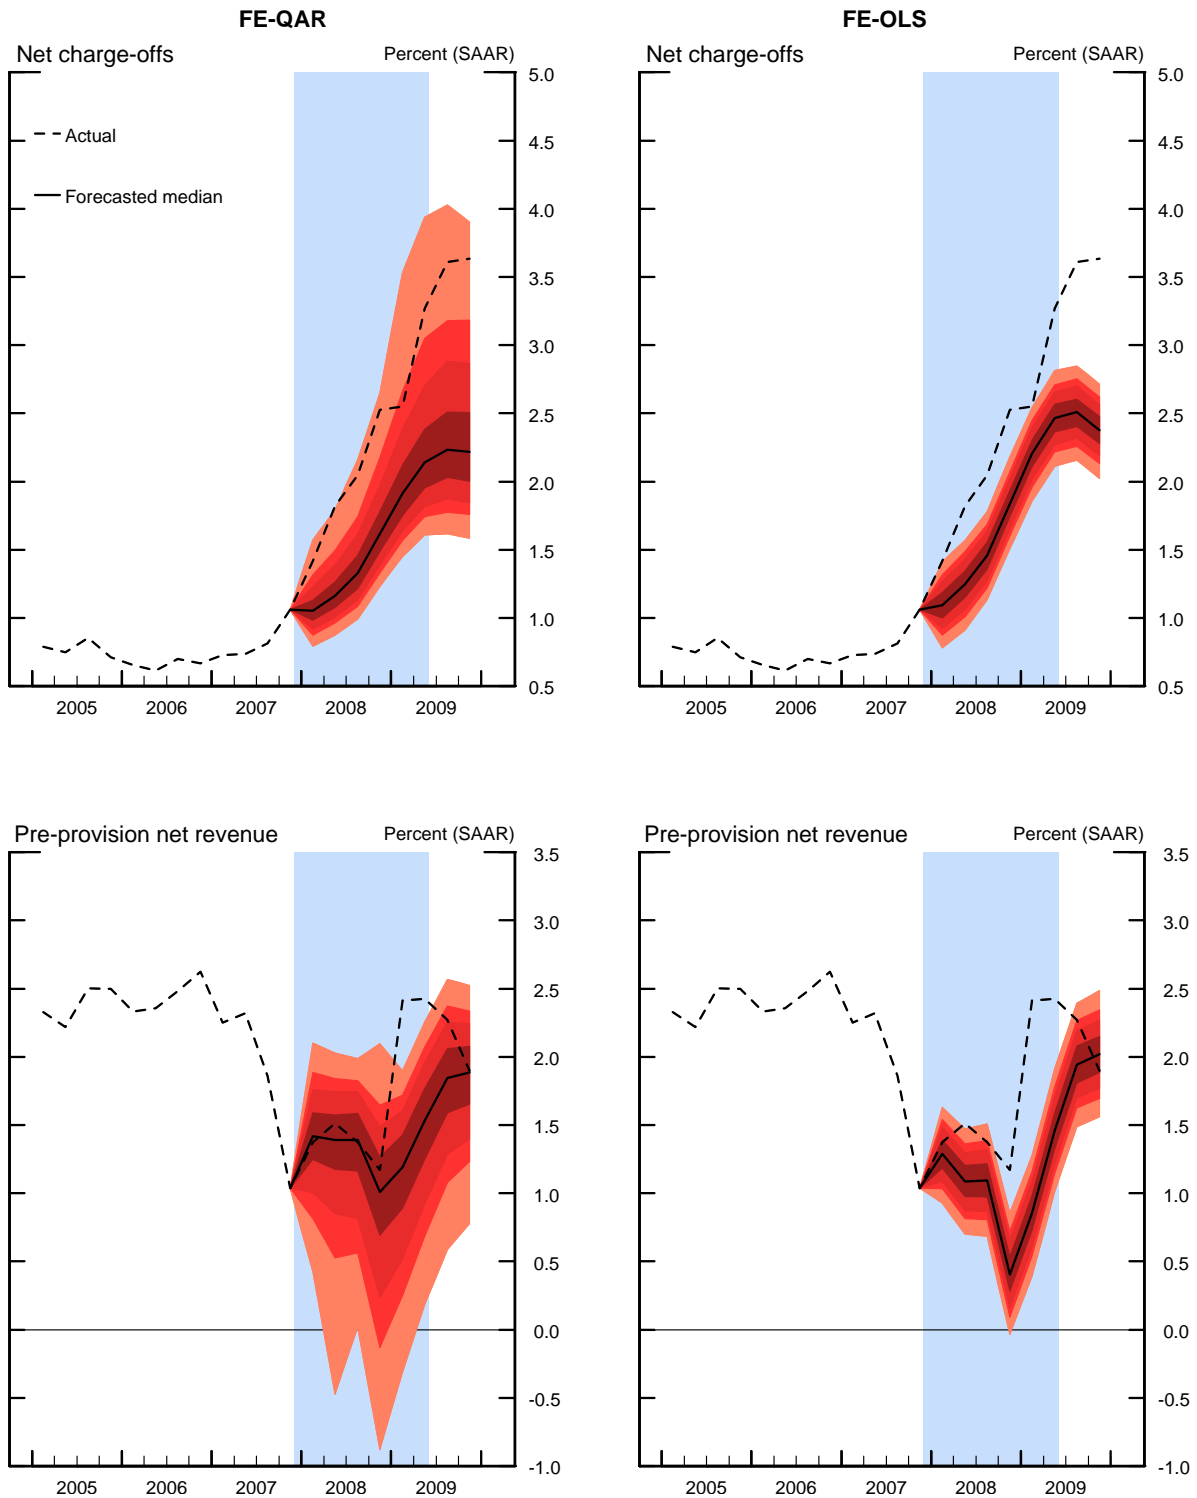 FE-QAR
FE-OLS
Net charge-offs
Percent (SAAR)
Actual
Forecasted median
5.0
4.5
4.0
3.5
3.0
2.5
2.0
1.5
1.0
0.5
2005 2006 2007 2008 2009
Net charge-offs
Percent (SAAR)
5.0
4.5
4.0
3.5
3.0
2.5
2.0
1.5
1.0
0.5
2005 2006 2007 2008 2009
Pre-provision net revenue
Percent (SAAR)
3.5
3.0
2.5
2.0
1.5
1.0
0.5
0.0
-0.5
-1.0
2005 2006 2007 2008 2009
Pre-provision net revenue
Percent (SAAR)
3.5
3.0
2.5
2.0
1.5
1.0
0.5
0.0
-0.5
-1.0
2005 2006 2007 2008 2009